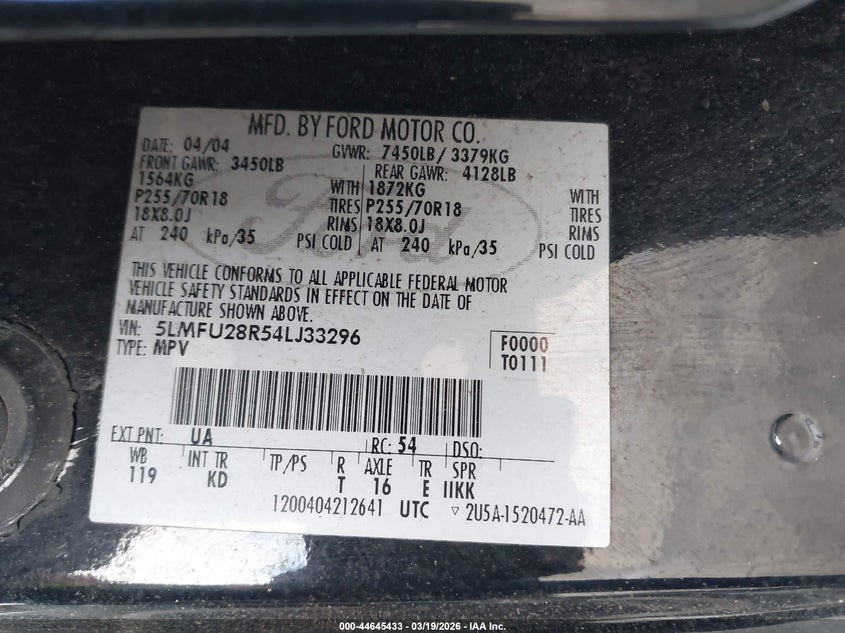 MFD. BY FORD MOTOR CO.
DATE: 04/04 GVWR: 7450LB / 3379KG
FRONT GAWR: 3450LB REAR GAWR: 4128LB
1564KG WITH 1872KG WITH
P255/70R18 TIRES P255/70R18 TIRES
18X8.0J RIMS 18X8.0J RIMS
AT 240 kPa/35 PSI COLD AT 240 kPa/35 PSI COLD
THIS VEHICLE CONFORMS TO ALL APPLICABLE FEDERAL MOTOR
VEHICLE SAFETY STANDARDS IN EFFECT ON THE DATE OF
MANUFACTURE SHOWN ABOVE.
VIN: 5LMFU28R54LJ33296 F0000
TYPE: MPV T0111
EXT PNT: UA RC: 54 DSO:
WB INT TR TP/PS R AXLE TR SPR
119 KD T 16 E IIKK
1200404212641 UTC ▽ 2U5A-1520472-AA
Ford
000-44645433 - 03/19/2026 - IAA Inc.